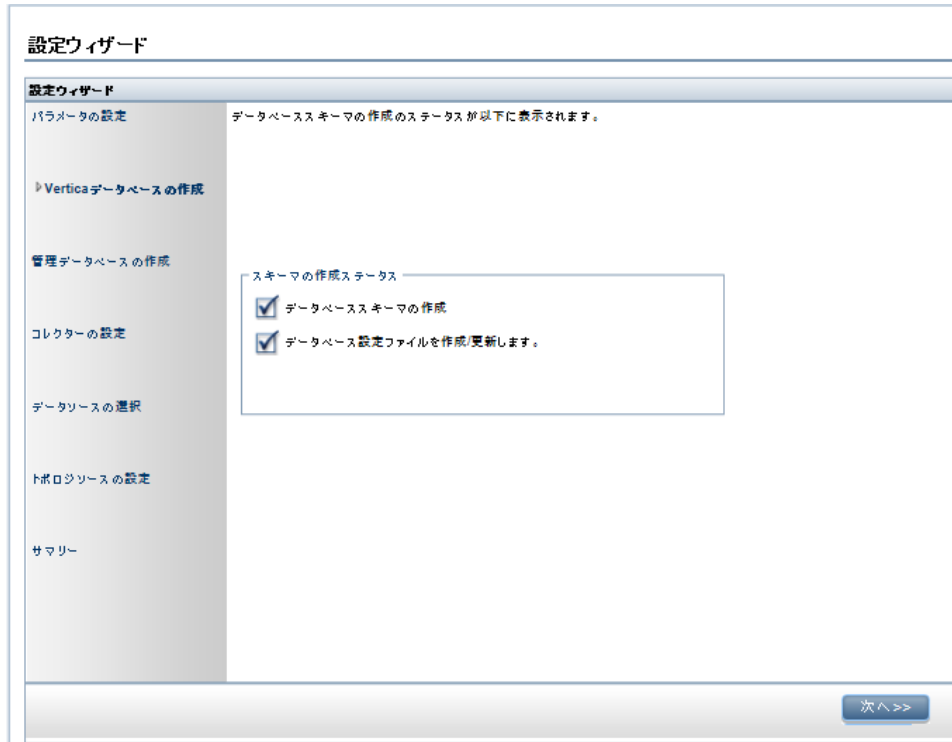 設定ウィザード
設定ウィザード
パラメータの設定
Verticaデータベースの作成
管理データベースの作成
コレクターの設定
データソースの選択
トポロジソースの設定
サマリー
データベーススキーマの作成のステータスが以下に表示されます。
スキーマの作成ステータス
データベーススキーマの作成
データベース設定ファイルを作成/更新します。
次へ>>